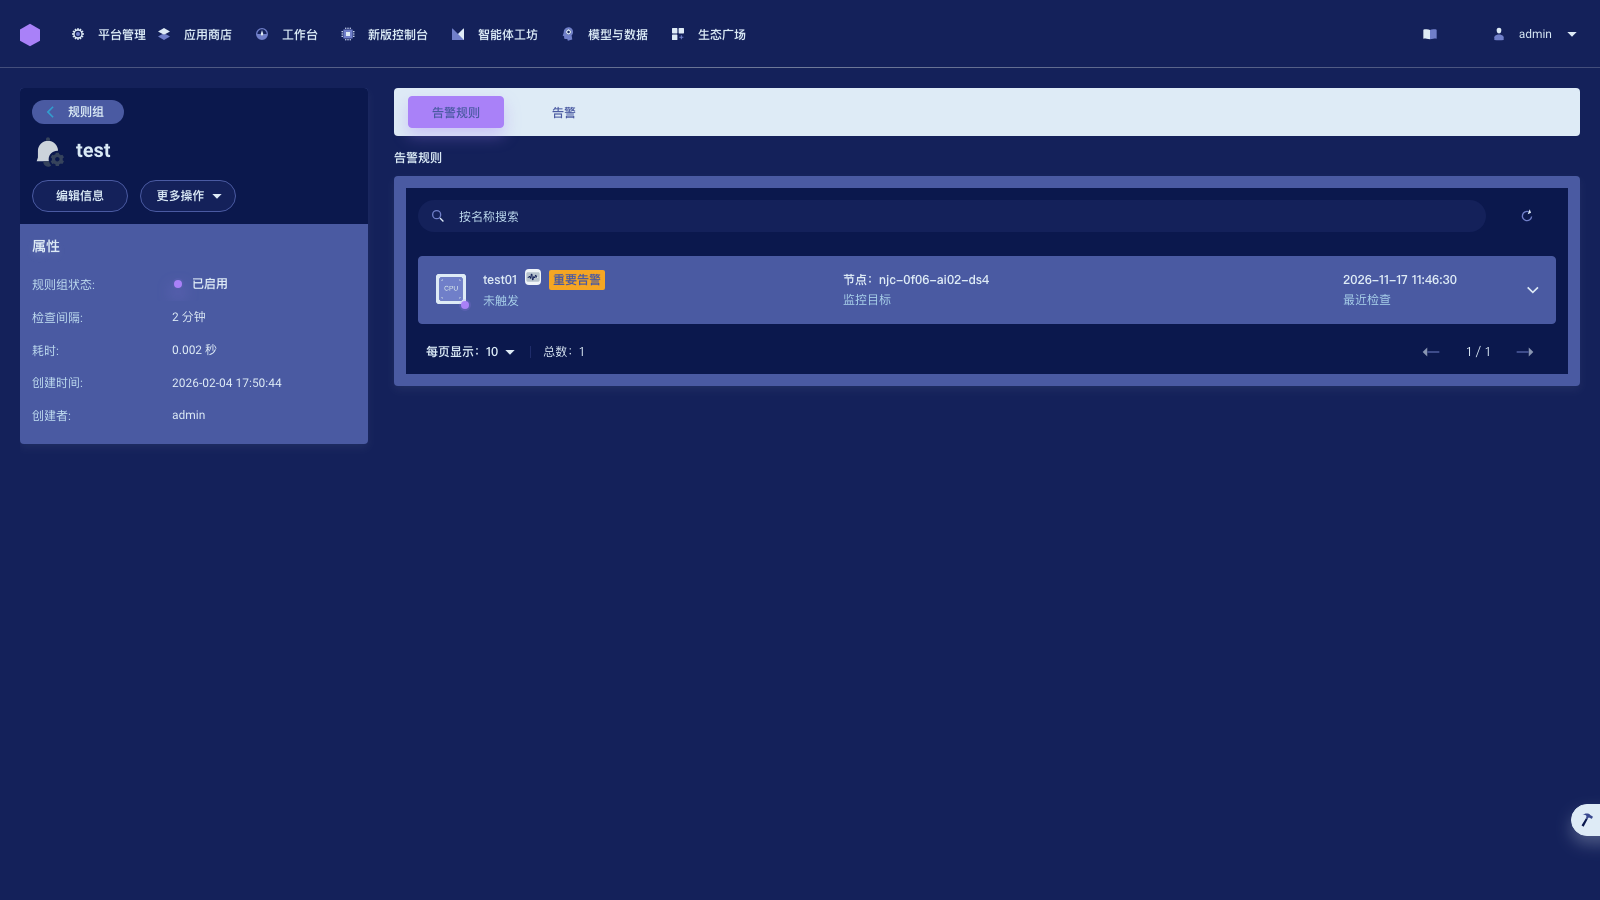 平台管理 应用商店 工作台 新版控制台 智能体工坊 模型与数据 生态广场 admin
规则组
test
编辑信息 更多操作
属性
规则组状态: 已启用
检查间隔: 2 分钟
耗时: 0.002 秒
创建时间: 2026-02-04 17:50:44
创建者: admin
告警规则 告警
告警规则
按名称搜索
CPU
test01 重要告警
未触发
节点：njc-0f06-ai02-ds4
监控目标
2026-11-17 11:46:30
最近检查
每页显示：10 总数：1 1 / 1